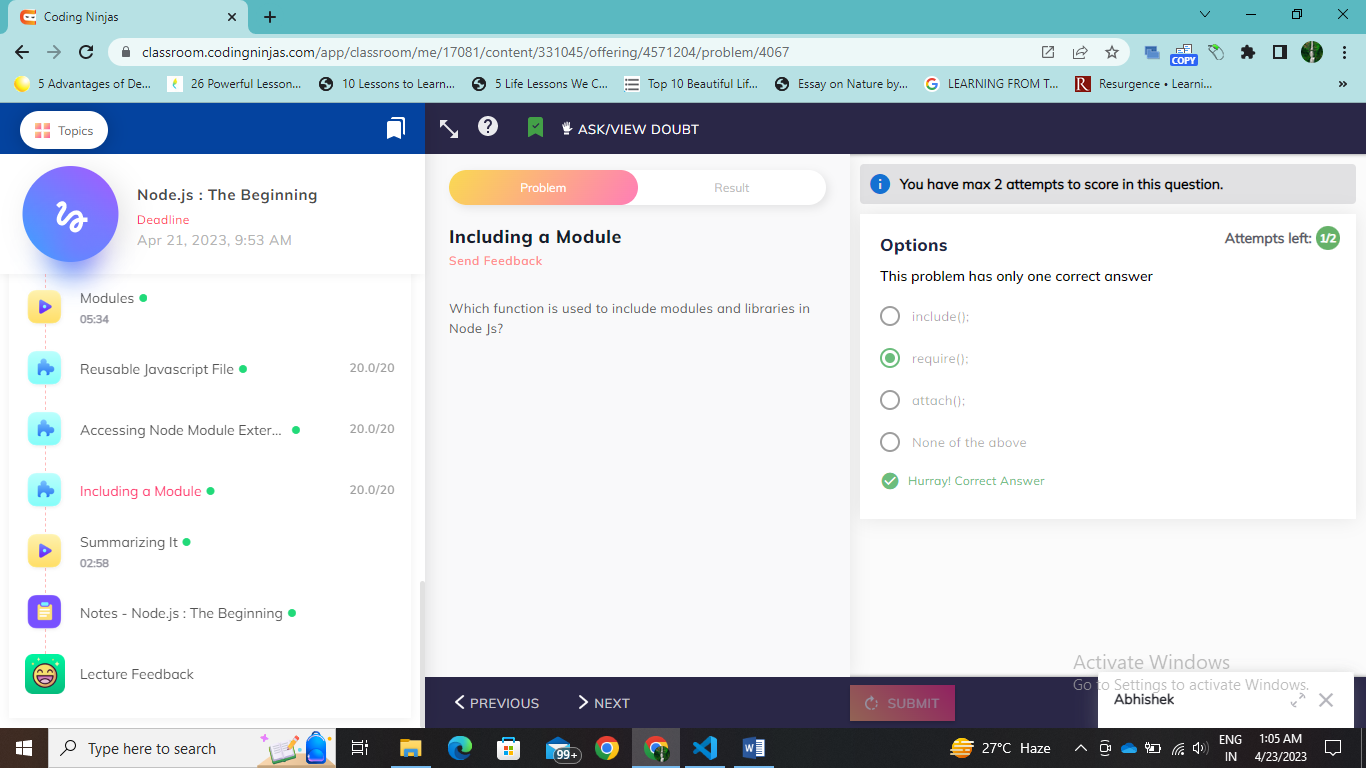 Coding Ninjas
classroom.codingninjas.com/app/classroom/me/17081/content/331045/offering/4571204/problem/4067
COPY
5 Advantages of De...
26 Powerful Lesson...
10 Lessons to Learn...
5 Life Lessons We C...
Top 10 Beautiful Lif...
Essay on Nature by...
LEARNING FROM T...
Resurgence • Learni...
»
Topics
ASK/VIEW DOUBT
Node.js : The Beginning
Deadline
Apr 21, 2023, 9:53 AM
Modules
05:34
Reusable Javascript File
20.0/20
Accessing Node Module Exter...
20.0/20
Including a Module
20.0/20
Summarizing It
02:58
Notes - Node.js : The Beginning
Lecture Feedback
Problem
Result
Including a Module
Send Feedback
Which function is used to include modules and libraries in
Node Js?
You have max 2 attempts to score in this question.
Options
Attempts left: 1/2
This problem has only one correct answer
include();
require();
attach();
None of the above
Hurray! Correct Answer
PREVIOUS
NEXT
SUBMIT
Activate Windows
Go to Settings to activate Windows.
Abhishek
Type here to search
99+
27°C Haze
ENG
IN
1:05 AM
4/23/2023